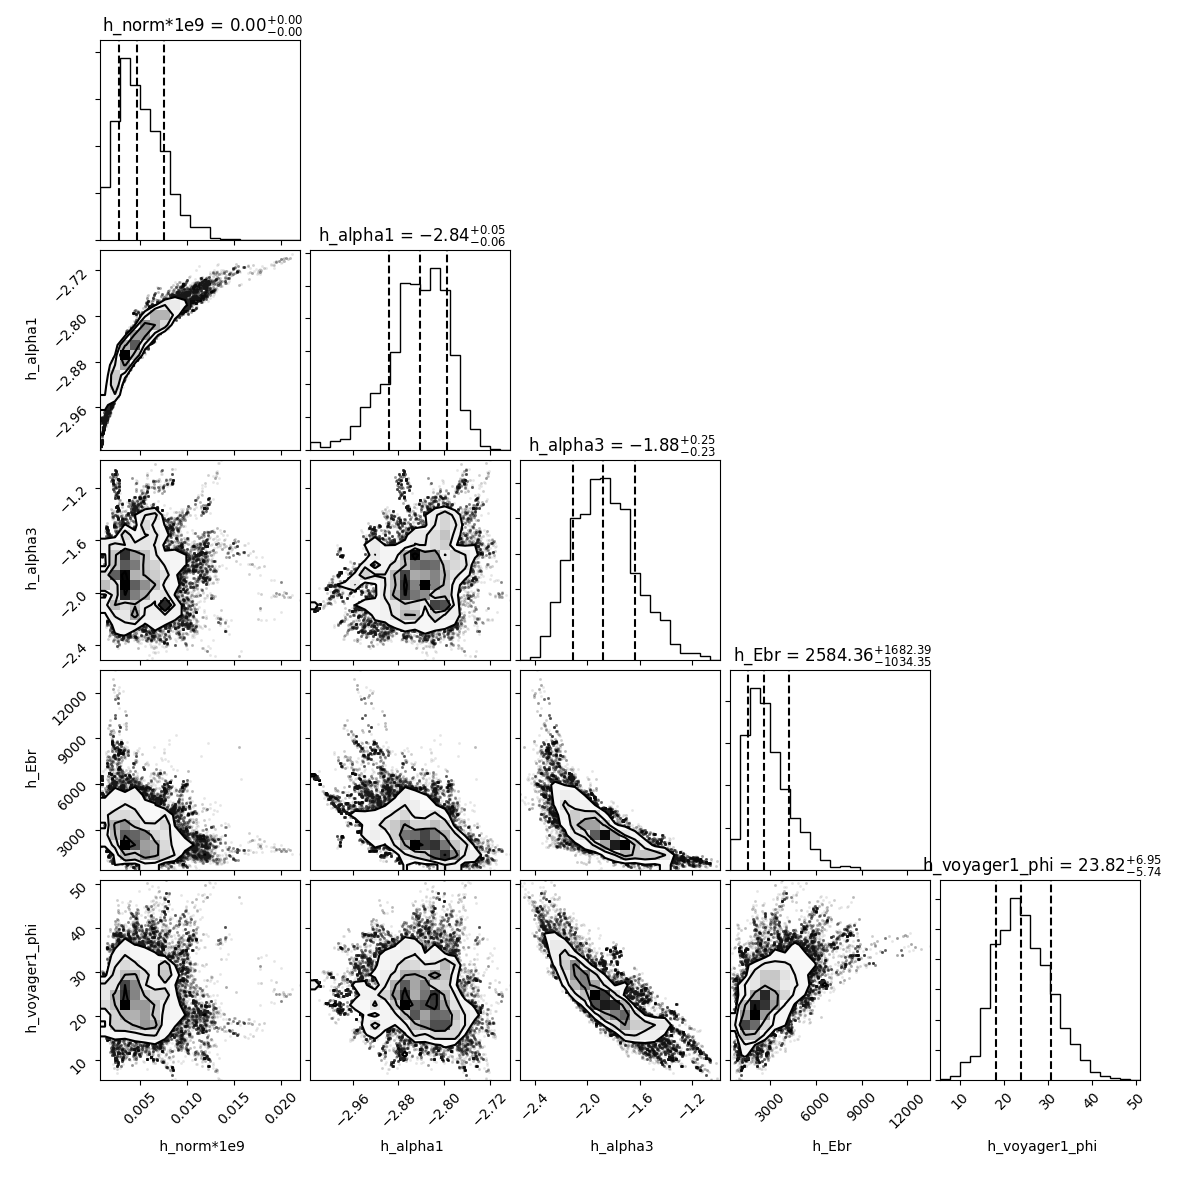 h_norm*1e9 = 0.00+0.00−0.00
h_alpha1 = −2.84+0.05−0.06
−2.72
−2.80
−2.88
−2.96
h_alpha1
h_alpha3 = −1.88+0.25−0.23
−1.2
−1.6
−2.0
−2.4
h_alpha3
h_Ebr = 2584.36+1682.39−1034.35
12000
9000
6000
3000
h_Ebr
h_voyager1_phi = 23.82+6.95−5.74
50
40
30
20
10
h_voyager1_phi
0.005 0.010 0.015 0.020
−2.96 −2.88 −2.80 −2.72
−2.4 −2.0 −1.6 −1.2
3000 6000 9000 12000
10 20 30 40 50
h_norm*1e9 h_alpha1 h_alpha3 h_Ebr h_voyager1_phi